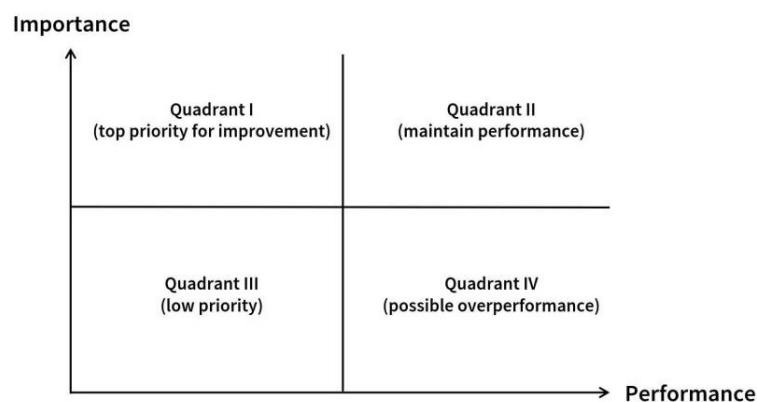 Importance
Quadrant I
(top priority for improvement)
Quadrant II
(maintain performance)
Quadrant III
(low priority)
Quadrant IV
(possible overperformance)
Performance